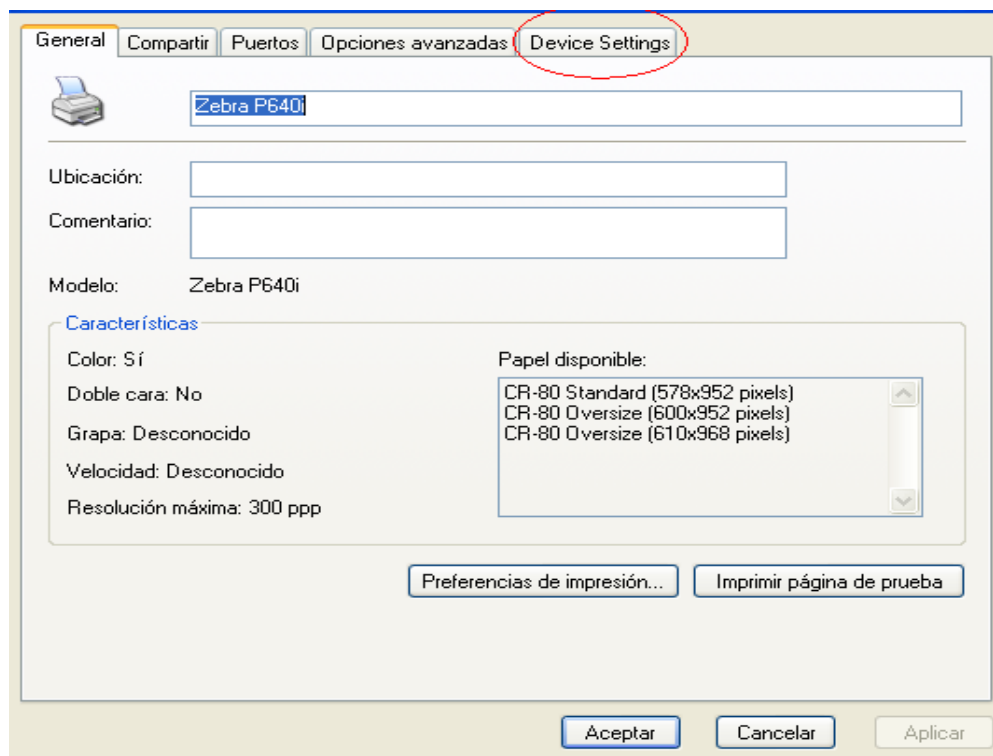 General Compartir Puertos Opciones avanzadas Device Settings
Zebra P640i
Ubicación:
Comentario:
Modelo: Zebra P640i
Características
Color: Sí
Doble cara: No
Grapa: Desconocido
Velocidad: Desconocido
Resolución máxima: 300 ppp
Papel disponible:
CR-80 Standard (578x952 pixels)
CR-80 Oversize (600x952 pixels)
CR-80 Oversize (610x968 pixels)
Preferencias de impresión... Imprimir página de prueba
Aceptar Cancelar Aplicar